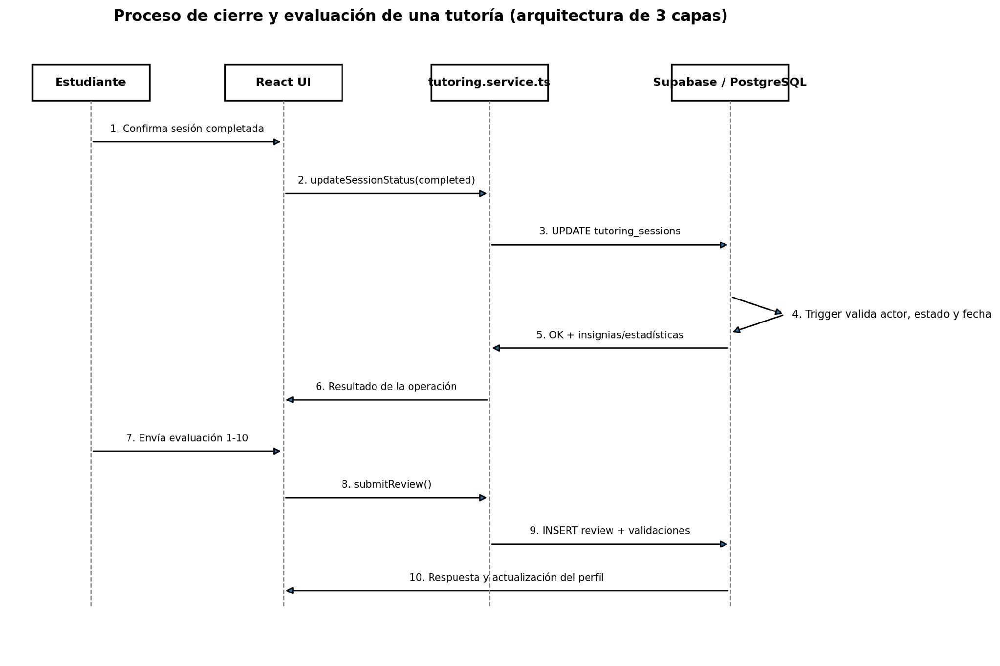 Proceso de cierre y evaluación de una tutoría (arquitectura de 3 capas)
Estudiante
React UI
tutoring.service.ts
Supabase / PostgreSQL
1. Confirma sesión completada
2. updateSessionStatus(completed)
3. UPDATE tutoring_sessions
4. Trigger valida actor, estado y fecha
5. OK + insignias/estadísticas
6. Resultado de la operación
7. Envía evaluación 1-10
8. submitReview()
9. INSERT review + validaciones
10. Respuesta y actualización del perfil